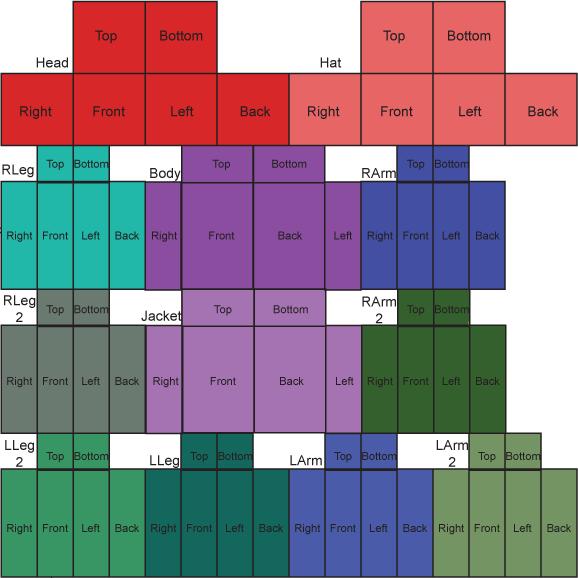 Top Bottom Top Bottom
Head Hat
Right Front Left Back Right Front Left Back
RLeg Top Bottom Body Top Bottom RArm Top Bottom
Right Front Left Back Right Front Back Left Right Front Left Back
RLeg 2 Top Bottom Jacket Top Bottom RArm 2 Top Bottom
Right Front Left Back Right Front Back Left Right Front Left Back
LLeg 2 Top Bottom LLeg Top Bottom LArm Top Bottom LArm 2 Top Bottom
Right Front Left Back Right Front Left Back Right Front Left Back Right Front Left Back